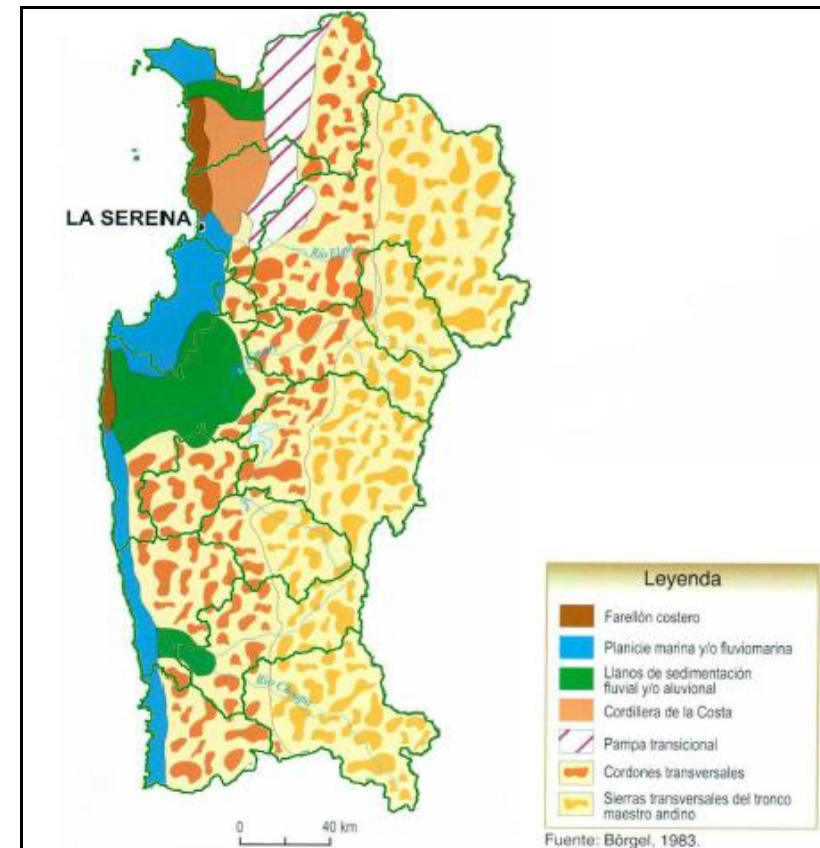 LA SERENA
Río Elqui
Río Choapa
Leyenda
Farellón costero
Planicie marina y/o fluviomarina
Llanos de sedimentación
fluvial y/o aluvional
Cordillera de la Costa
Pampa transicional
Cordones transversales
Sierras transversales del tronco
maestro andino
0 40 km
Fuente: Börgel, 1983.